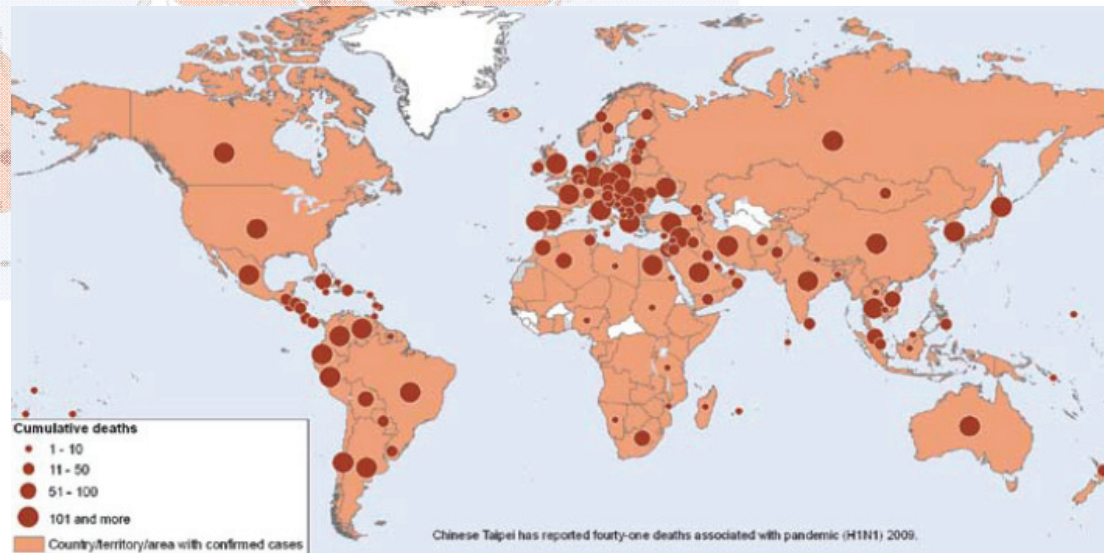 Cumulative deaths
1 - 10
11 - 50
51 - 100
101 and more
Country/territory/area with confirmed cases
Chinese Taipei has reported fourty-one deaths associated with pandemic (H1N1) 2009.